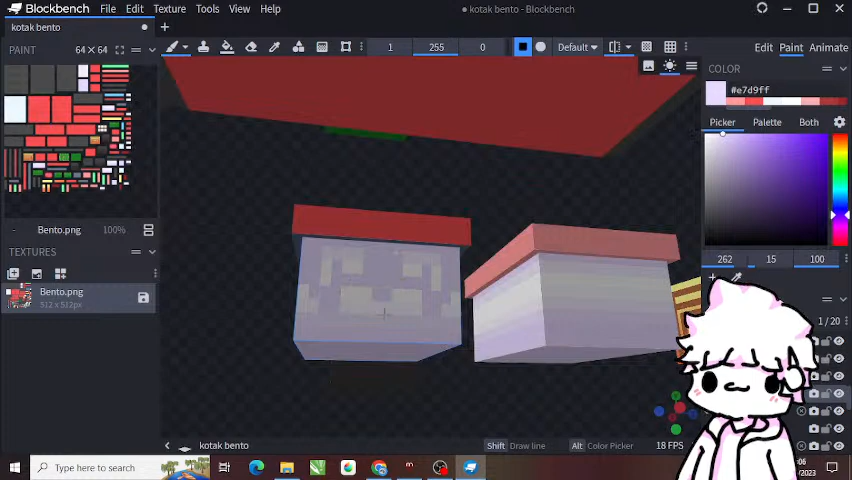 File Edit Texture Tools View Help
kotak bento - Blockbench
kotak bento
PAINT 64 × 64
1 255 0 Default
Edit Paint Animate
COLOR
#e7d9ff
Picker Palette Both
Bento.png 100%
262 15 100
TEXTURES
Bento.png
512 x 512px
1 / 20
kotak bento Shift Draw line Alt Color Picker 18 FPS
Type here to search